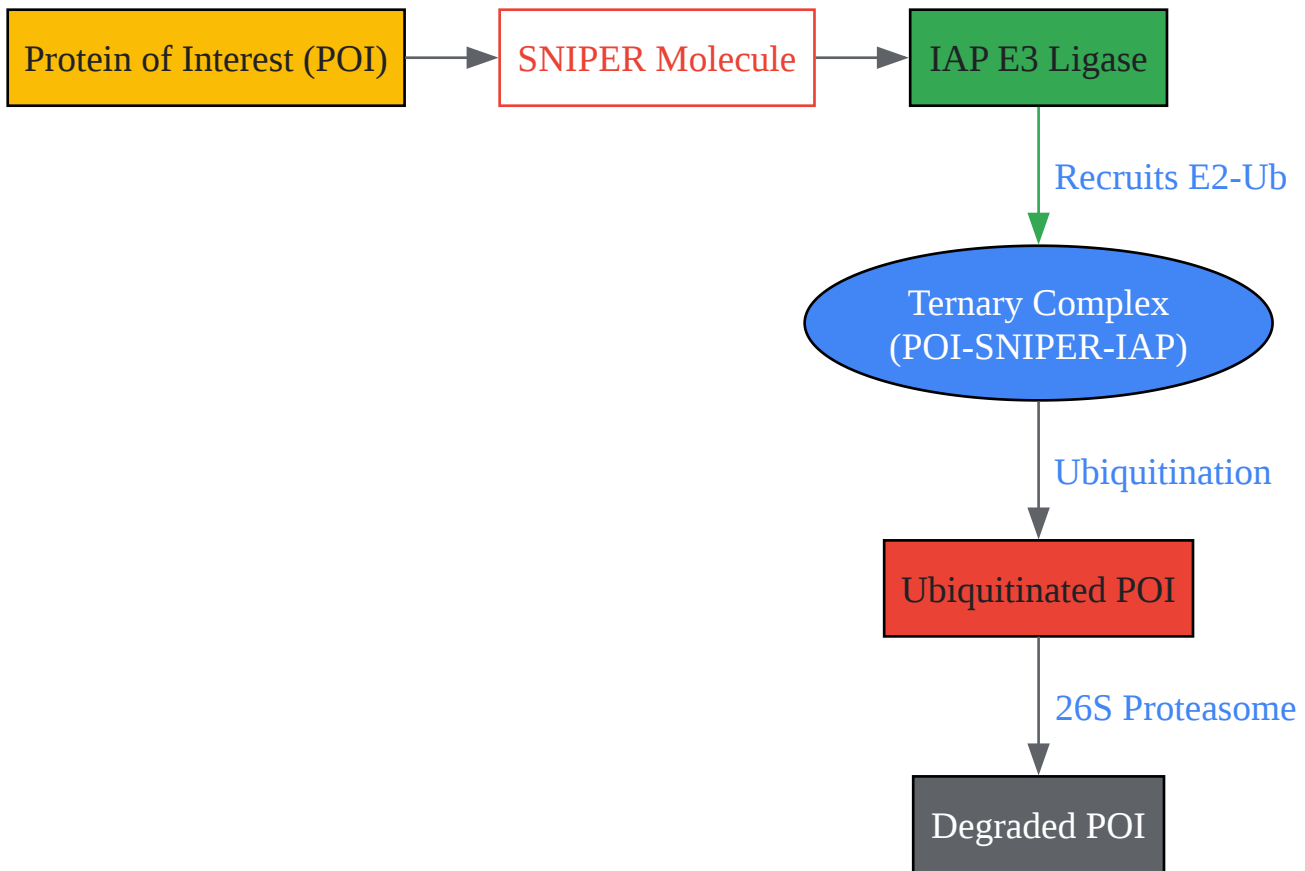 Protein of Interest (POI)
SNIPER Molecule
IAP E3 Ligase
Recruits E2-Ub
Ternary Complex
(POI-SNIPER-IAP)
Ubiquitination
Ubiquitinated POI
26S Proteasome
Degraded POI